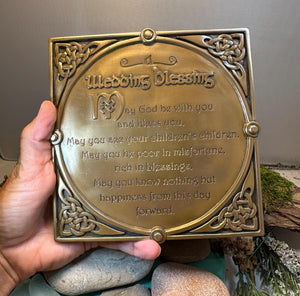 Wedding Blessing
May God be with you
and bless you.
May you see your children's children.
May you be poor in misfortune,
rich in blessings.
May you know nothing but
happiness from this day
forward.